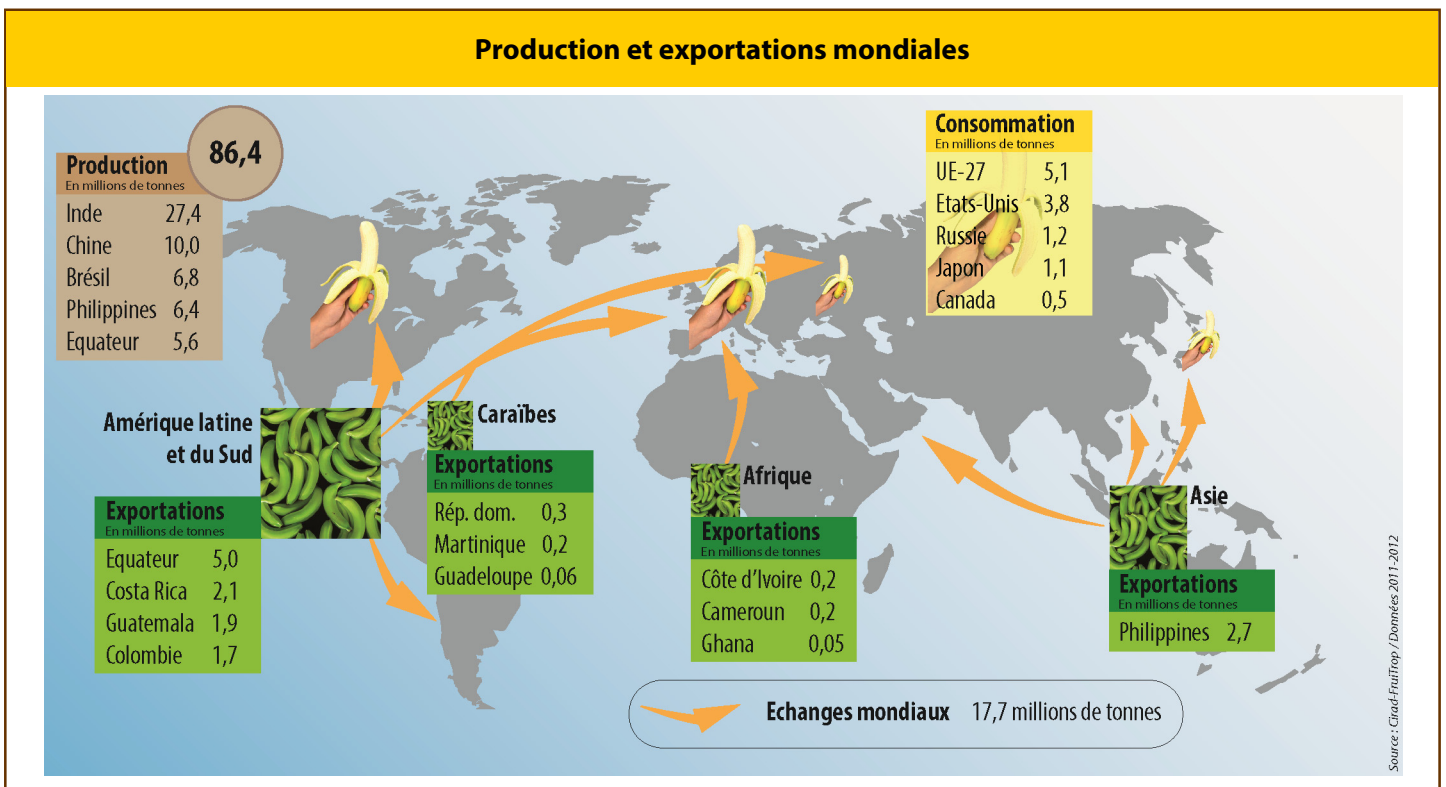 Production et exportations mondiales
86,4
Production
En millions de tonnes
Inde 27,4
Chine 10,0
Brésil 6,8
Philippines 6,4
Equateur 5,6
Consommation
En millions de tonnes
UE-27 5,1
Etats-Unis 3,8
Russie 1,2
Japon 1,1
Canada 0,5
Amérique latine
et du Sud
Exportations
En millions de tonnes
Equateur 5,0
Costa Rica 2,1
Guatemala 1,9
Colombie 1,7
Caraïbes
Exportations
En millions de tonnes
Rép. dom. 0,3
Martinique 0,2
Guadeloupe 0,06
Afrique
Exportations
En millions de tonnes
Côte d'Ivoire 0,2
Cameroun 0,2
Ghana 0,05
Asie
Exportations
En millions de tonnes
Philippines 2,7
Echanges mondiaux 17,7 millions de tonnes
Source : Cirad-FruiTrop / Données 2011-2012